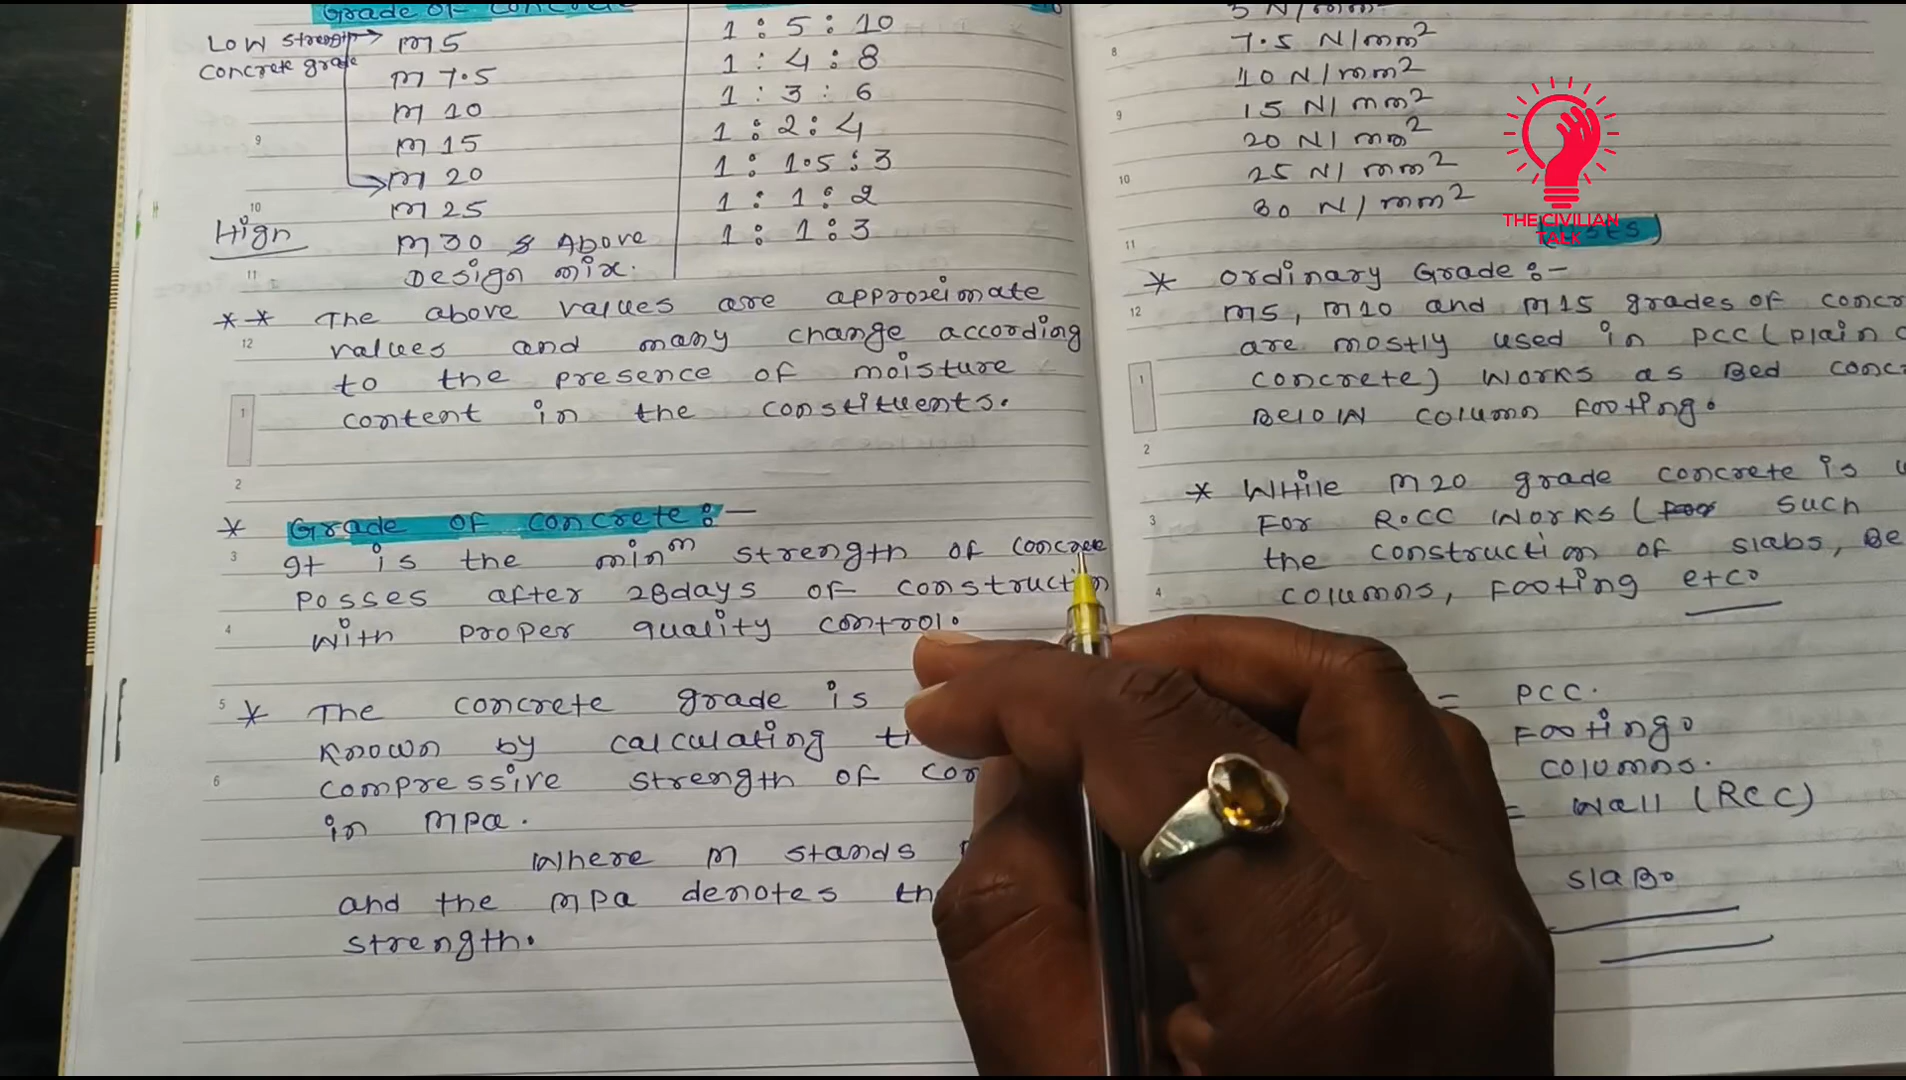 Grade of concrete
Low strength → M5
concrete grade
M 7.5
M 10
M 15
M 20
M 25
High
M 30 & Above
Design mix.
1 : 5 : 10
1 : 4 : 8
1 : 3 : 6
1 : 2 : 4
1 : 1.5 : 3
1 : 1 : 2
1 : 1 : 3
** The above values are approximate
values and many change according
to the presence of moisture
content in the constituents.
* Grade of concrete :-
It is the minm strength of concrete
posses after 28days of construction
with proper quality control.
* The concrete grade is
known by calculating
compressive strength of
in MPa.
Where M stands
and the MPa denotes
strength.
5 N/mm2
7.5 N/mm2
10 N/mm2
15 N/mm2
20 N/mm2
25 N/mm2
30 N/mm2
THE CIVILIAN
TALK
* Ordinary Grade :-
M5, M10 and M15 grades of
are mostly used in PCC (Plain
concrete) works as Bed
Below column footing.
* While M20 grade concrete is
For R.CC works ( such
the construction of slabs,
columns, Footing etc.
= PCC.
Footing.
Columns.
= Wall (RCC)
Slab.